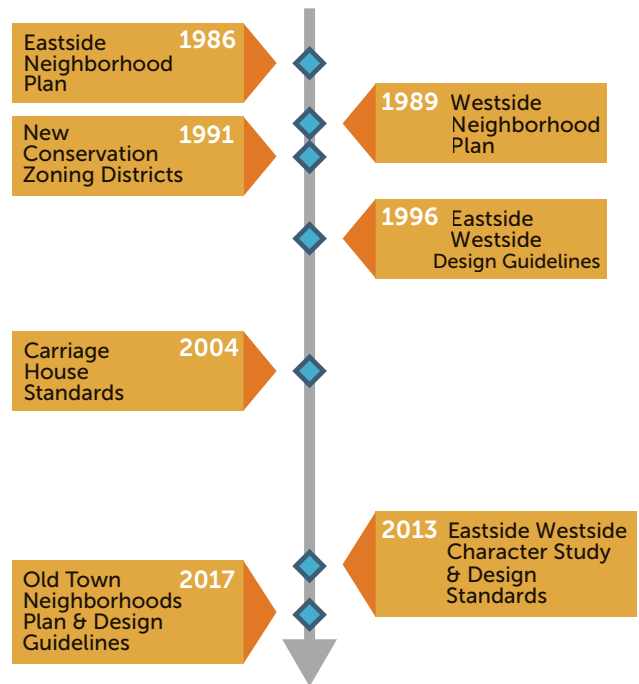 Eastside 1986
Neighborhood
Plan
1989 Westside
Neighborhood
Plan
New 1991
Conservation
Zoning Districts
1996 Eastside
Westside
Design Guidelines
Carriage 2004
House
Standards
2013 Eastside Westside
Character Study
& Design
Standards
Old Town 2017
Neighborhoods
Plan & Design
Guidelines